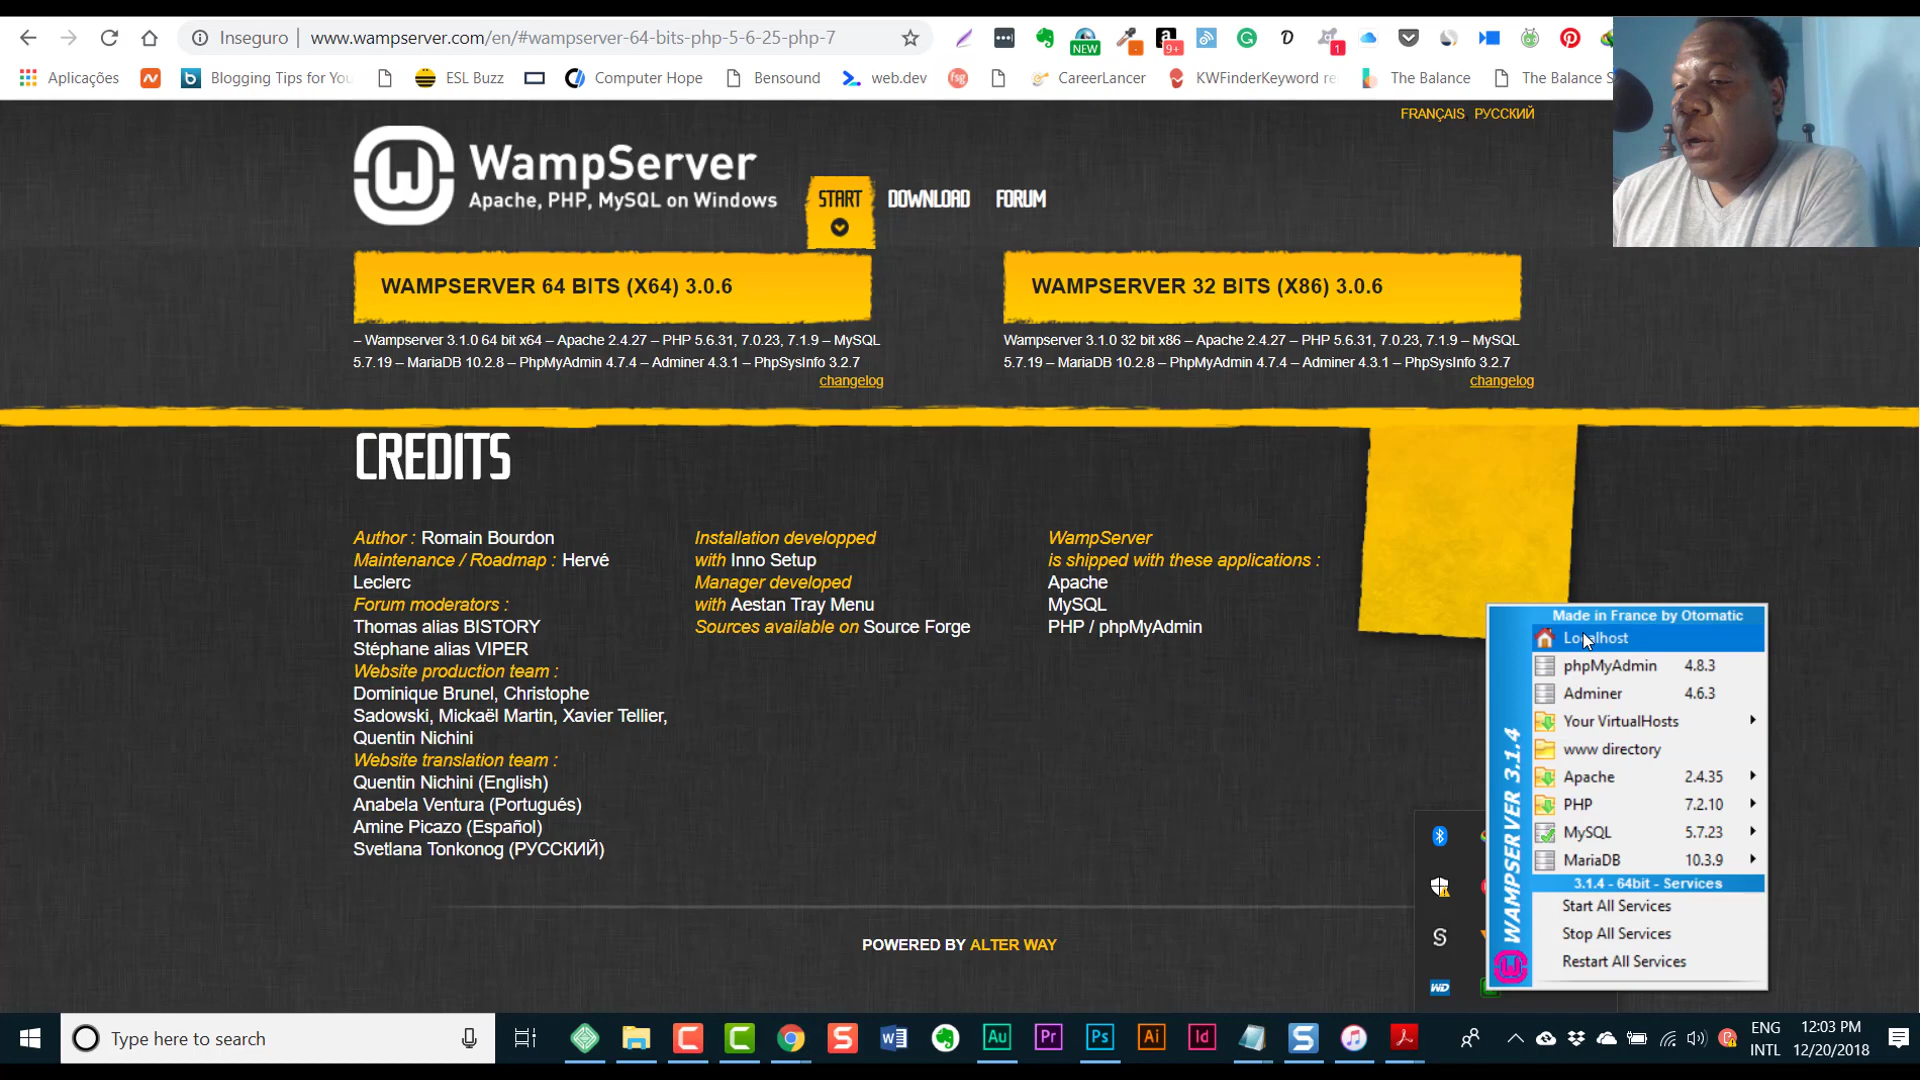 Inseguro | www.wampserver.com/en/#wampserver-64-bits-php-5-6-25-php-7
NEW
9+
1
Aplicações
Blogging Tips for You
ESL Buzz
Computer Hope
Bensound
web.dev
fsg
CareerLancer
KWFinderKeyword re
The Balance
The Balance S
FRANÇAIS РУССКИЙ
WampServer
Apache, PHP, MySQL on Windows
START
DOWNLOAD
FORUM
WAMPSERVER 64 BITS (X64) 3.0.6
– Wampserver 3.1.0 64 bit x64 – Apache 2.4.27 – PHP 5.6.31, 7.0.23, 7.1.9 – MySQL
5.7.19 – MariaDB 10.2.8 – PhpMyAdmin 4.7.4 – Adminer 4.3.1 – PhpSysInfo 3.2.7
changelog
WAMPSERVER 32 BITS (X86) 3.0.6
Wampserver 3.1.0 32 bit x86 – Apache 2.4.27 – PHP 5.6.31, 7.0.23, 7.1.9 – MySQL
5.7.19 – MariaDB 10.2.8 – PhpMyAdmin 4.7.4 – Adminer 4.3.1 – PhpSysInfo 3.2.7
changelog
CREDITS
Author : Romain Bourdon
Maintenance / Roadmap : Hervé
Leclerc
Forum moderators :
Thomas alias BISTORY
Stéphane alias VIPER
Website production team :
Dominique Brunel, Christophe
Sadowski, Mickaël Martin, Xavier Tellier,
Quentin Nichini
Website translation team :
Quentin Nichini (English)
Anabela Ventura (Portugués)
Amine Picazo (Español)
Svetlana Tonkonog (РУССКИЙ)
Installation developped
with Inno Setup
Manager developed
with Aestan Tray Menu
Sources available on Source Forge
WampServer
is shipped with these applications :
Apache
MySQL
PHP / phpMyAdmin
POWERED BY ALTER WAY
WAMPSERVER 3.1.4
Made in France by Otomatic
Localhost
phpMyAdmin 4.8.3
Adminer 4.6.3
Your VirtualHosts
www directory
Apache 2.4.35
PHP 7.2.10
MySQL 5.7.23
MariaDB 10.3.9
3.1.4 - 64bit - Services
Start All Services
Stop All Services
Restart All Services
WD
Type here to search
Au
Pr
Ps
Ai
Id
ENG
INTL
12:03 PM
12/20/2018